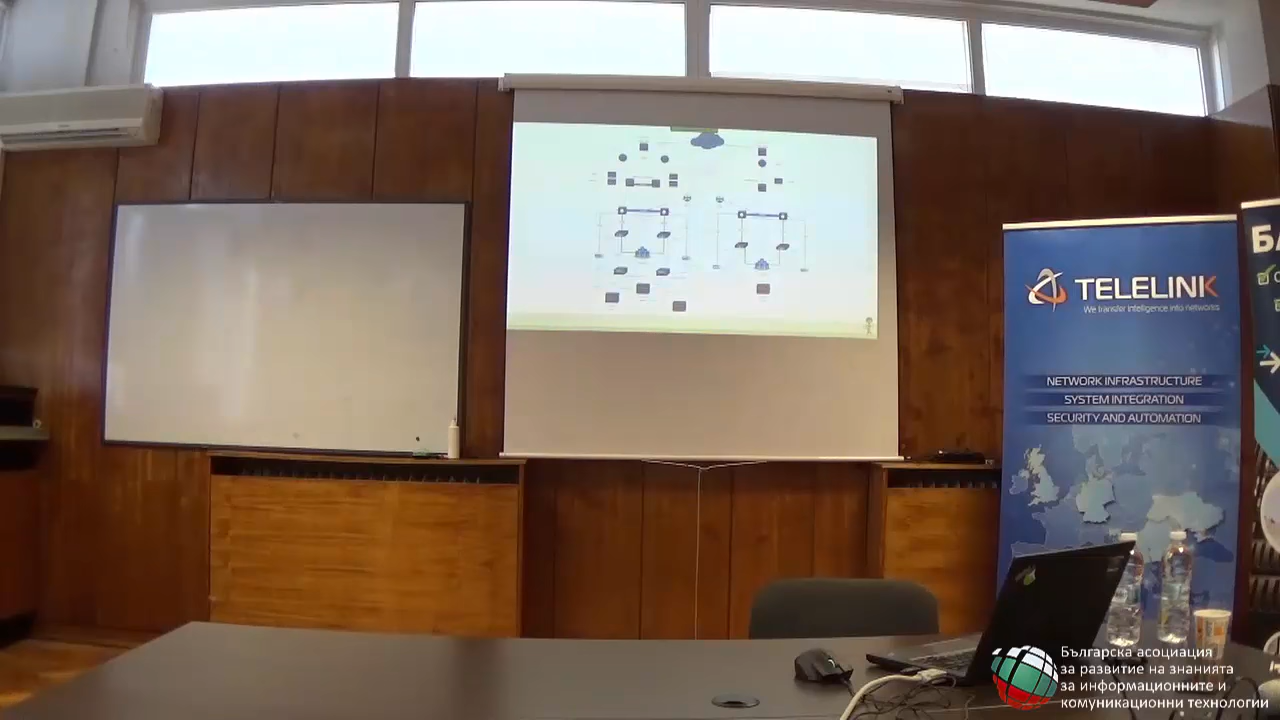 TELELINK
We transfer intelligence into networks
NETWORK INFRASTRUCTURE
SYSTEM INTEGRATION
SECURITY AND AUTOMATION
Българска асоциация
за развитие на знанията
за информационните и
комуникационни технологии